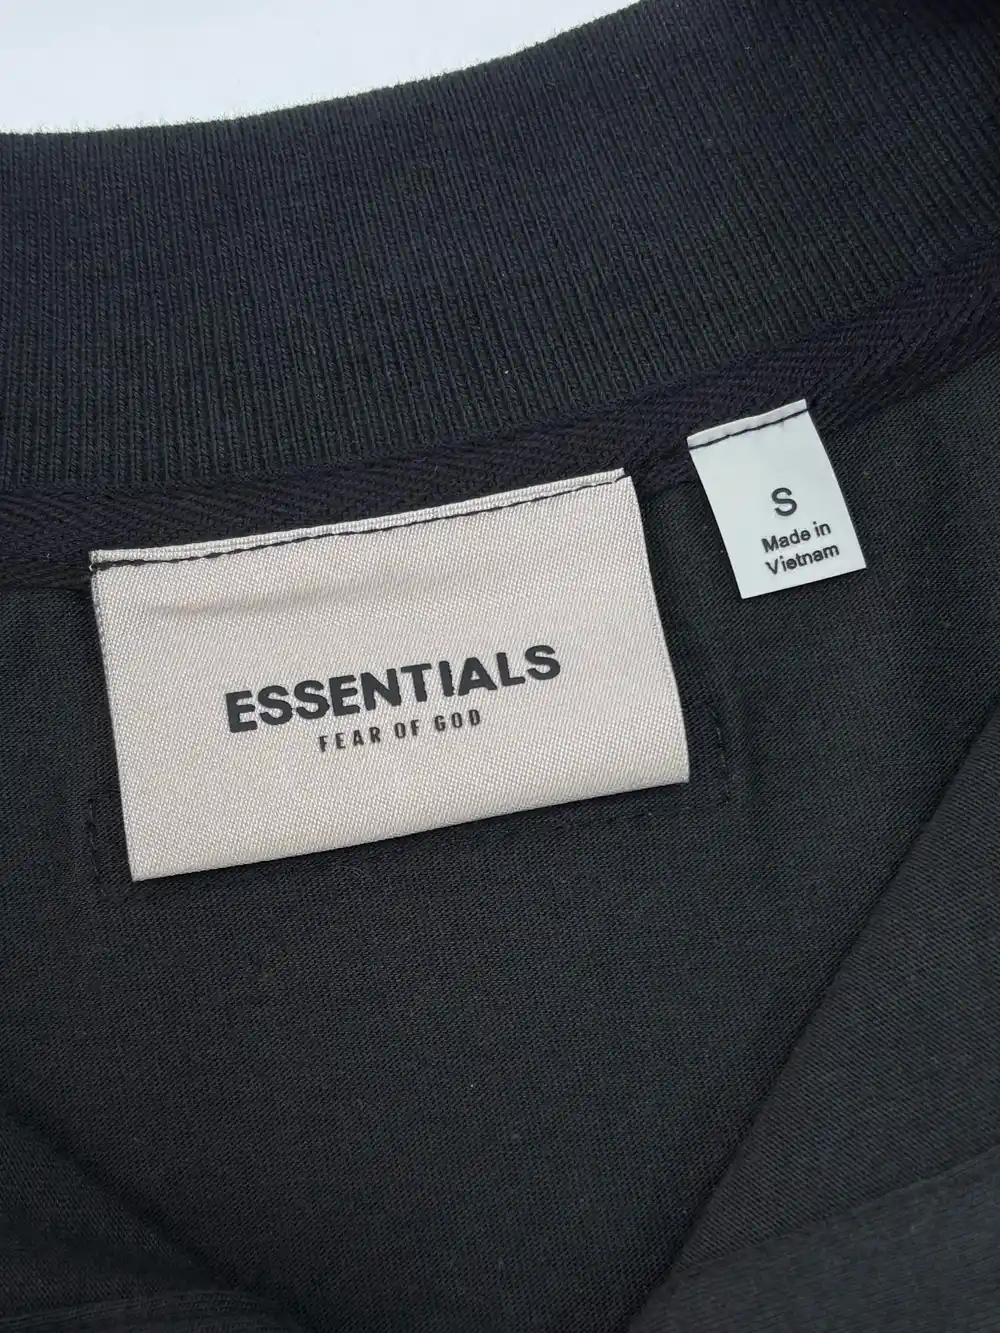 ESSENTIALS
FEAR OF GOD
S
Made in
Vietnam